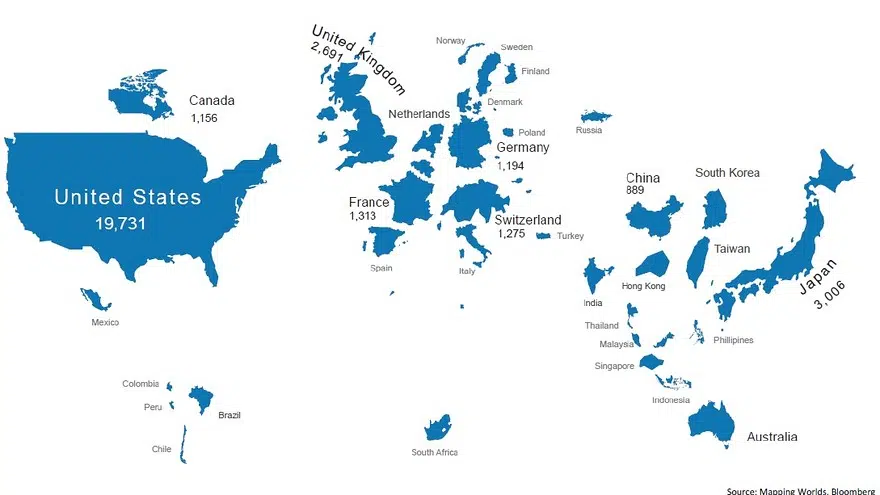 United Kingdom
2,691
Norway
Sweden
Finland
Denmark
Canada
1,156
Netherlands
Poland
Russia
Germany
1,194
United States
19,731
France
1,313
Switzerland
1,275
Turkey
Spain
Italy
China
889
South Korea
Taiwan
Hong Kong
India
Japan
3,006
Mexico
Thailand
Malaysia
Phillipines
Singapore
Indonesia
Colombia
Peru
Brazil
Chile
South Africa
Australia
Source: Mapping Worlds, Bloomberg